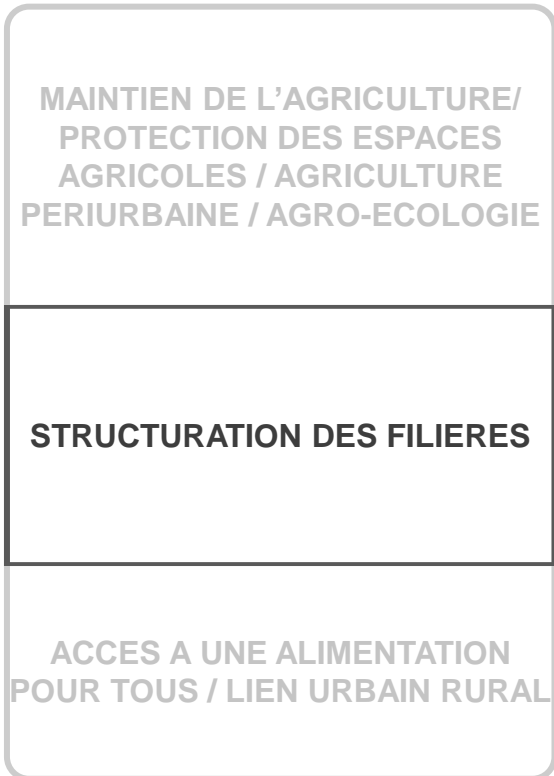 MAINTIEN DE L’AGRICULTURE/
PROTECTION DES ESPACES
AGRICOLES / AGRICULTURE
PERIURBAINE / AGRO-ECOLOGIE
STRUCTURATION DES FILIERES
ACCES A UNE ALIMENTATION
POUR TOUS / LIEN URBAIN RURAL